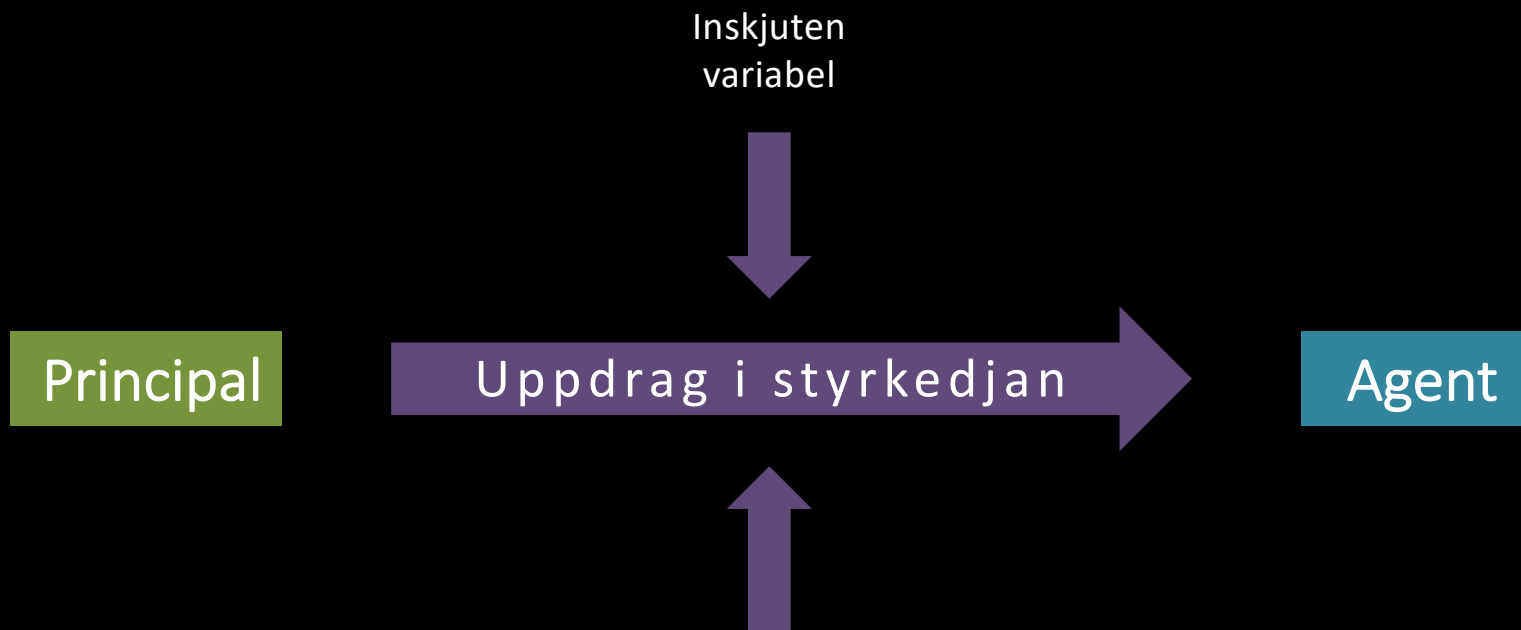 Inskjuten
variabel
Principal
Uppdrag i styrkedjan
Agent